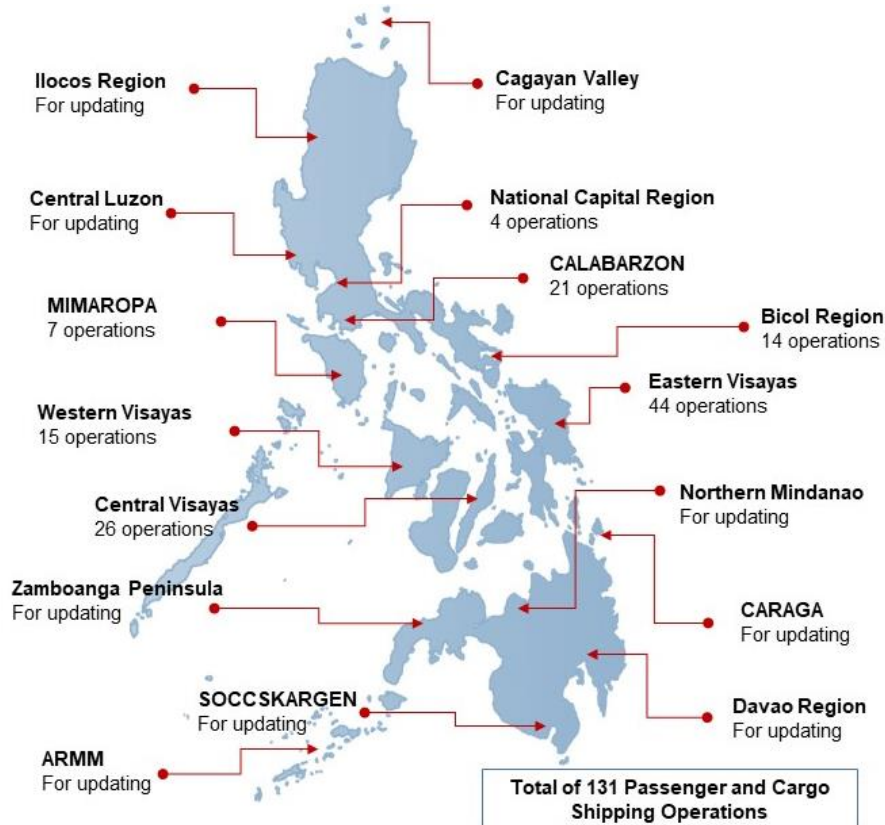 Ilocos Region
For updating
Cagayan Valley
For updating
Central Luzon
For updating
National Capital Region
4 operations
CALABARZON
21 operations
MIMAROPA
7 operations
Bicol Region
14 operations
Eastern Visayas
44 operations
Western Visayas
15 operations
Northern Mindanao
For updating
Central Visayas
26 operations
Zamboanga Peninsula
For updating
CARAGA
For updating
SOCCSKARGEN
For updating
Davao Region
For updating
ARMM
For updating
Total of 131 Passenger and Cargo
Shipping Operations